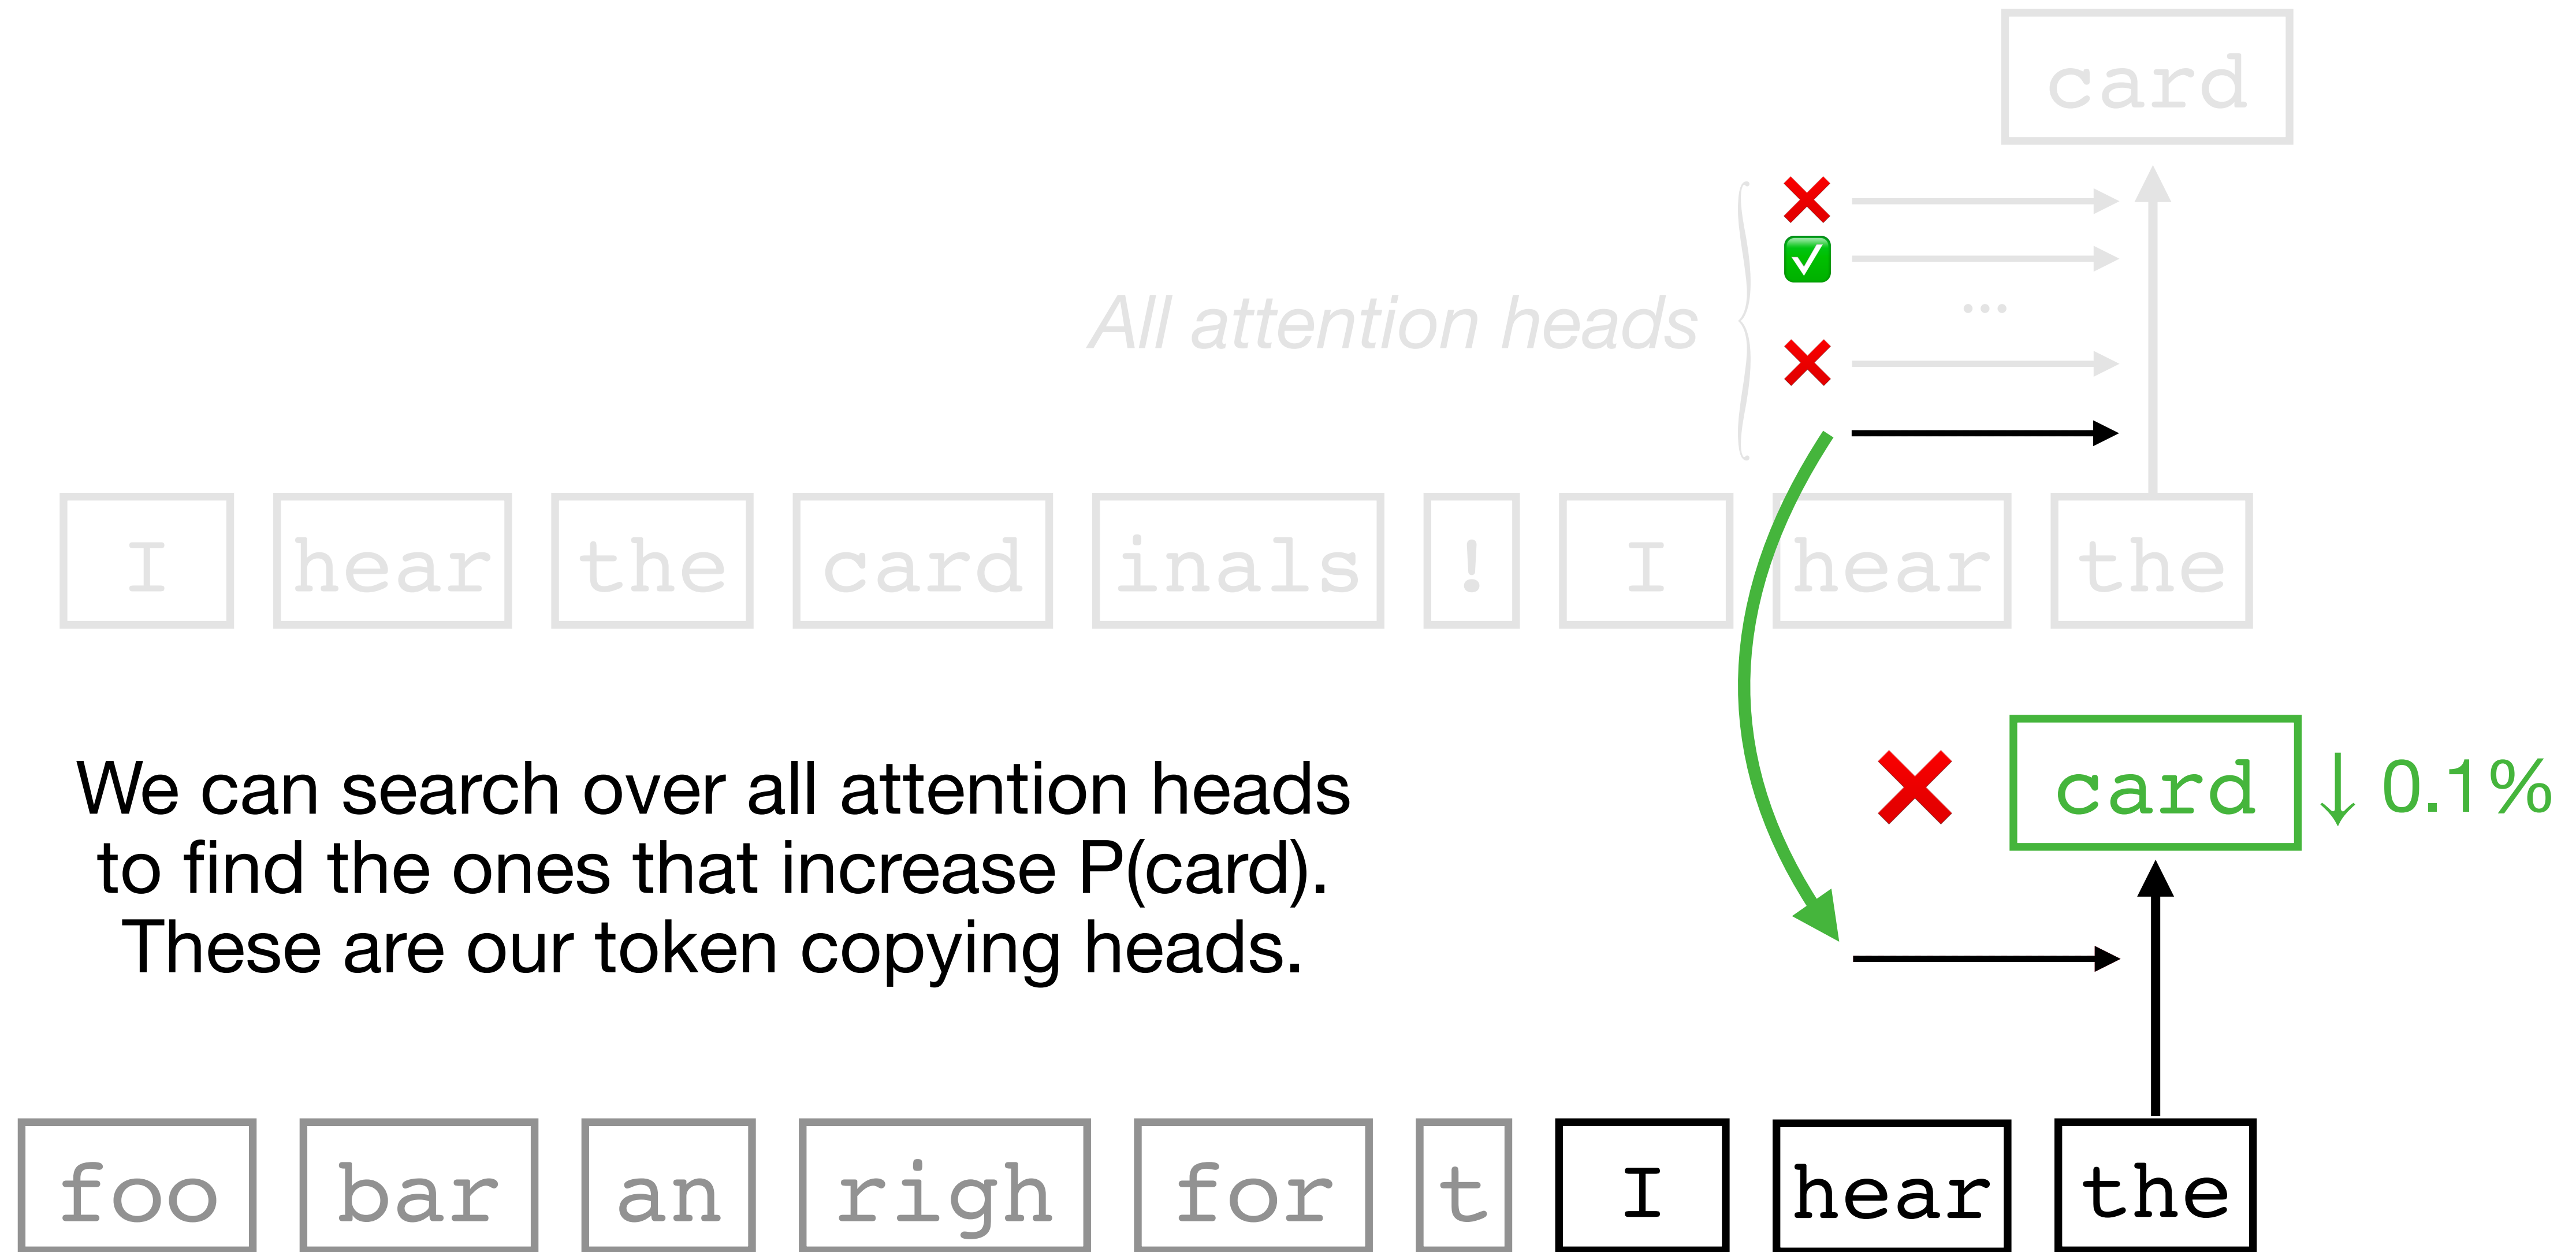 card
All attention heads
...
I hear the card inals ! I hear the
card ↓ 0.1%
We can search over all attention heads
to find the ones that increase P(card).
These are our token copying heads.
foo bar an righ for t I hear the